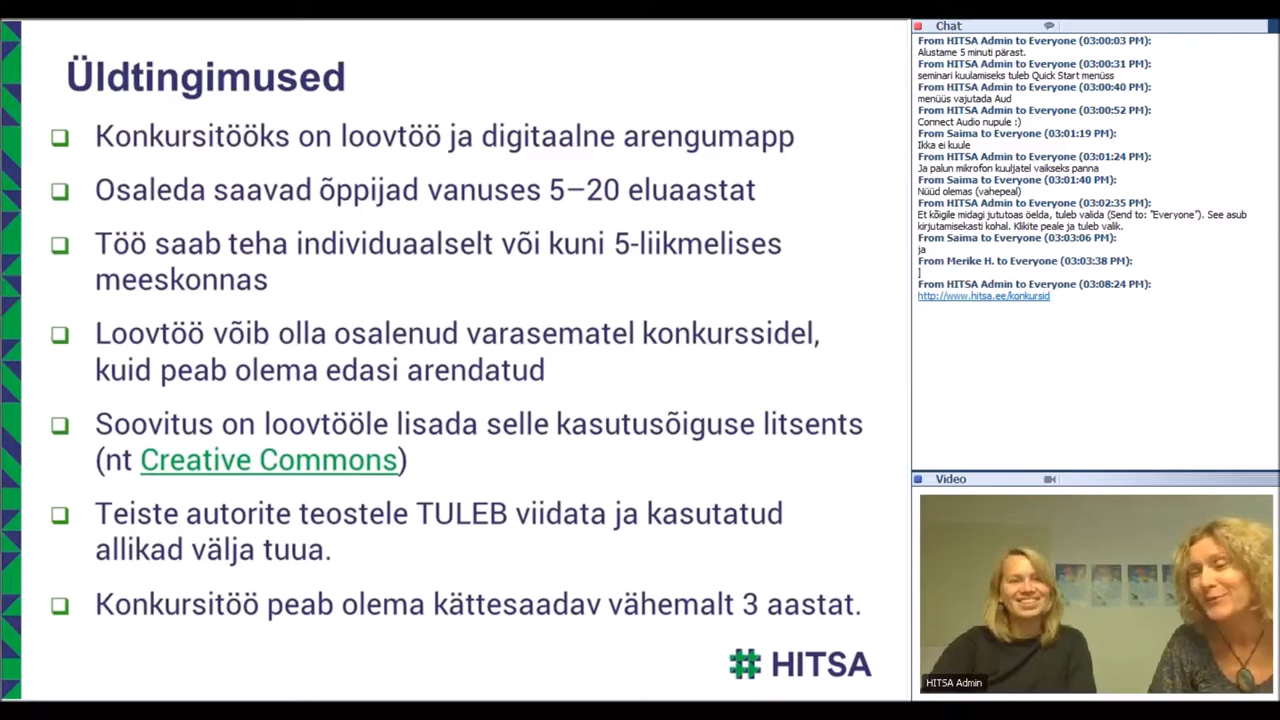 Üldtingimused
Konkursitööks on loovtöö ja digitaalne arengumapp
Osaleda saavad õppijad vanuses 5–20 eluaastat
Töö saab teha individuaalselt või kuni 5-liikmelises
meeskonnas
Loovtöö võib olla osalenud varasematel konkurssidel,
kuid peab olema edasi arendatud
Soovitus on loovtööle lisada selle kasutusõiguse litsents
(nt Creative Commons)
Teiste autorite teostele TULEB viidata ja kasutatud
allikad välja tuua.
Konkursitöö peab olema kättesaadav vähemalt 3 aastat.
HITSA
Chat
From HITSA Admin to Everyone (03:00:03 PM):
Alustame 5 minuti pärast.
From HITSA Admin to Everyone (03:00:31 PM):
seminari kuulamiseks tuleb Quick Start menüss
From HITSA Admin to Everyone (03:00:40 PM):
menüüs vajutada Aud
From HITSA Admin to Everyone (03:00:52 PM):
Connect Audio nupule :)
From Saima to Everyone (03:01:19 PM):
Ikka ei kuule
From HITSA Admin to Everyone (03:01:24 PM):
Ja palun mikrofon kuuljatel vaikseks panna
From Saima to Everyone (03:01:40 PM):
Nüüd olemas (vahepeal)
From HITSA Admin to Everyone (03:02:35 PM):
Et kõigile midagi jututoas öelda, tuleb valida (Send to: "Everyone"). See asub
kirjutamisekasti kohal. Klikite peale ja tuleb valik.
From Saima to Everyone (03:03:06 PM):
ja
From Merike H. to Everyone (03:03:38 PM):
]
From HITSA Admin to Everyone (03:08:24 PM):
http://www.hitsa.ee/konkursid
Video
HITSA Admin